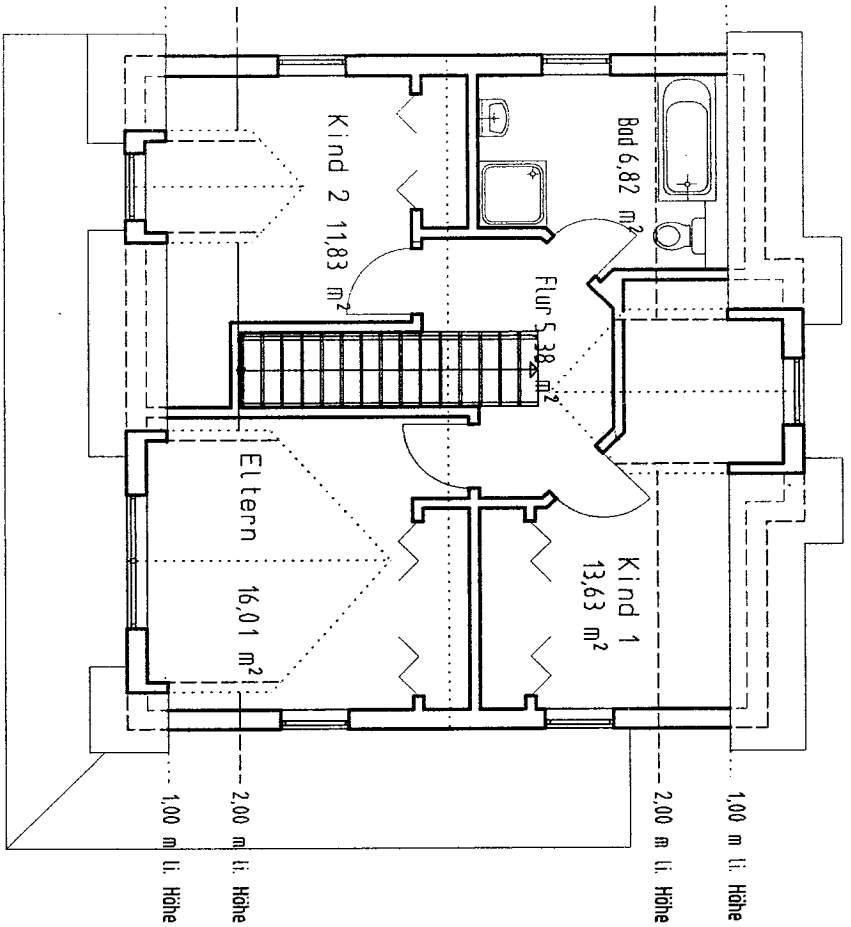 Bad 6,82 m²
Kind 2 11,83 m²
Flur 5,38 m²
Kind 1
13,63 m²
Eltern 16,01 m²
1,00 m li. Höhe
2,00 m li. Höhe
2,00 m li. Höhe
1,00 m li. Höhe